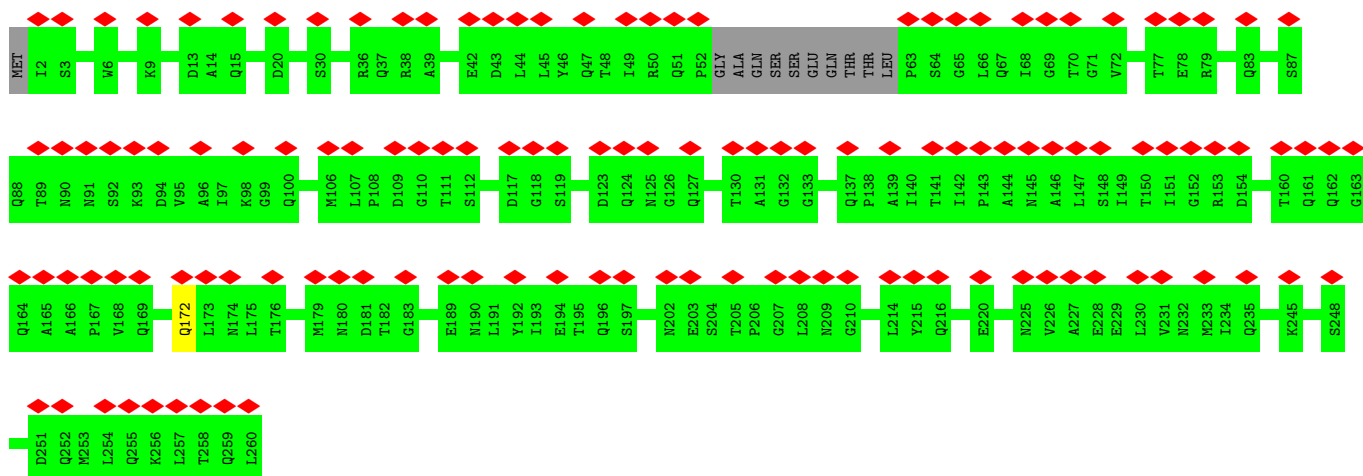 MET I2 S3 W6 K9 D13 A14 Q15 D20 S30 R36 Q37 R38 A39 E42 D43 L44 L45 Y46 Q47 T48 I49 R50 Q51 P52 GLY ALA GLN SER SER GLU GLN THR THR LEU P63 S64 G65 L66 Q67 I68 G69 T70 G71 V72 T77 E78 R79 Q83 S87
Q88 T89 N90 N91 S92 K93 D94 V95 A96 I97 K98 G99 Q100 M106 L107 P108 D109 G110 T111 S112 D117 G118 S119 D123 Q124 N125 G126 Q127 T130 A131 G132 G133 Q137 P138 A139 I140 T141 I142 P143 A144 N145 A146 L147 S148 I149 T150 I151 G152 R153 D154 T160 Q161 Q162 G163
Q164 A165 A166 P167 V168 Q169 Q172 L173 N174 L175 T176 M179 N180 D181 T182 G183 E189 N190 L191 Y192 I193 E194 T195 Q196 S197 N202 E203 S204 T205 P206 G207 L208 N209 G210 L214 Y215 Q216 E220 N225 V226 A227 E228 E229 L230 V231 N232 M233 I234 Q235 K245 S248
D251 Q252 M253 L254 Q255 K256 L257 T258 Q259 L260